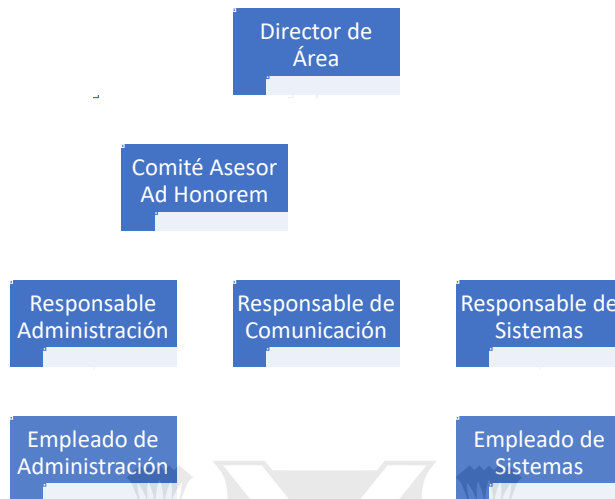 Director de
Área
Comité Asesor
Ad Honorem
Responsable
Administración
Responsable de
Comunicación
Responsable de
Sistemas
Empleado de
Administración
Empleado de
Sistemas